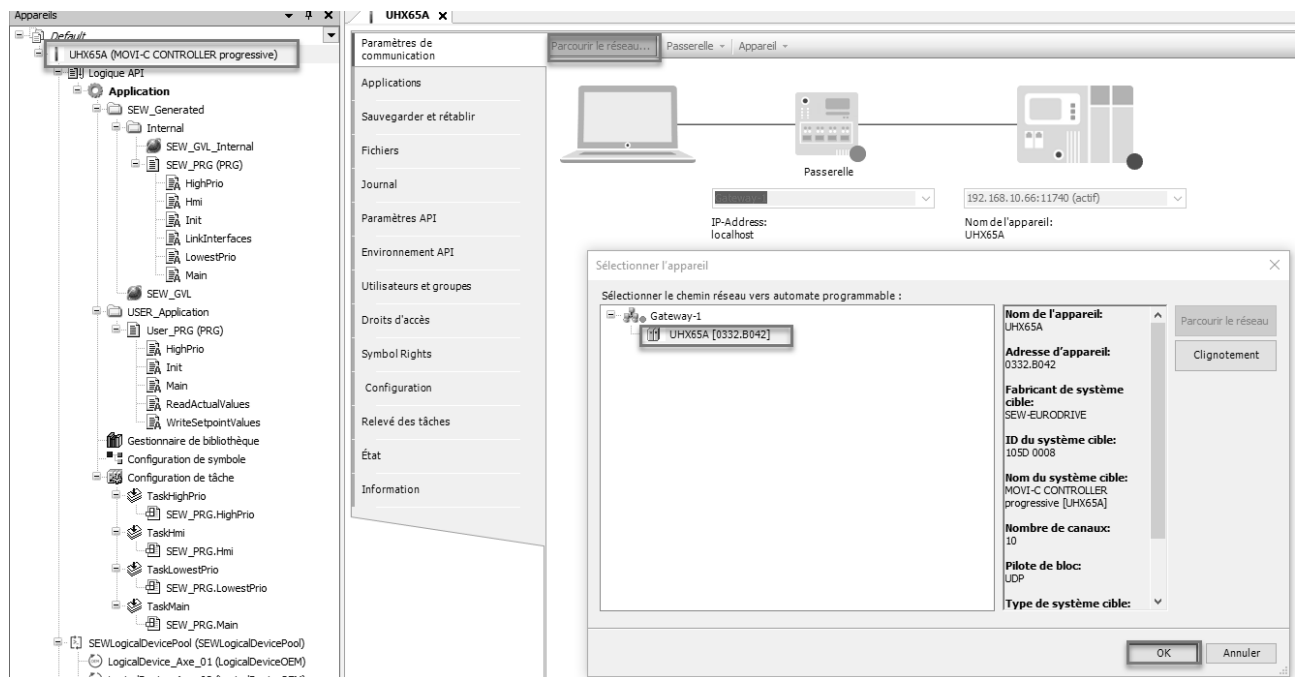 Appareils
UHX65A
Default
UHX65A (MOVI-C CONTROLLER progressive)
Logique API
Application
SEW_Generated
Internal
SEW_GVL_Internal
SEW_PRG (PRG)
HighPrio
Hmi
Init
LinkInterfaces
LowestPrio
Main
SEW_GVL
USER_Application
User_PRG (PRG)
HighPrio
Init
Main
ReadActualValues
WriteSetpointValues
Gestionnaire de bibliothèque
Configuration de symbole
Configuration de tâche
TaskHighPrio
SEW_PRG.HighPrio
TaskHmi
SEW_PRG.Hmi
TaskLowestPrio
SEW_PRG.LowestPrio
TaskMain
SEW_PRG.Main
SEWLogicalDevicePool (SEWLogicalDevicePool)
LogicalDevice_Axe_01 (LogicalDeviceOEM)
Paramètres de
communication
Applications
Sauvegarder et rétablir
Fichiers
Journal
Paramètres API
Environnement API
Utilisateurs et groupes
Droits d'accès
Symbol Rights
Configuration
Relevé des tâches
État
Information
Parcourir le réseau... Passerelle Appareil
Passerelle
192.168.10.66:11740 (actif)
IP-Address:
localhost
Nom de l'appareil:
UHX65A
Sélectionner l'appareil
Sélectionner le chemin réseau vers automate programmable :
Gateway-1
UHX65A [0332.B042]
Nom de l'appareil:
UHX65A
Adresse d'appareil:
0332.B042
Fabricant de système
cible:
SEW-EURODRIVE
ID du système cible:
105D 0008
Nom du système cible:
MOVI-C CONTROLLER
progressive [UHX65A]
Nombre de canaux:
10
Pilote de bloc:
UDP
Type de système cible:
Parcourir le réseau
Clignotement
OK Annuler